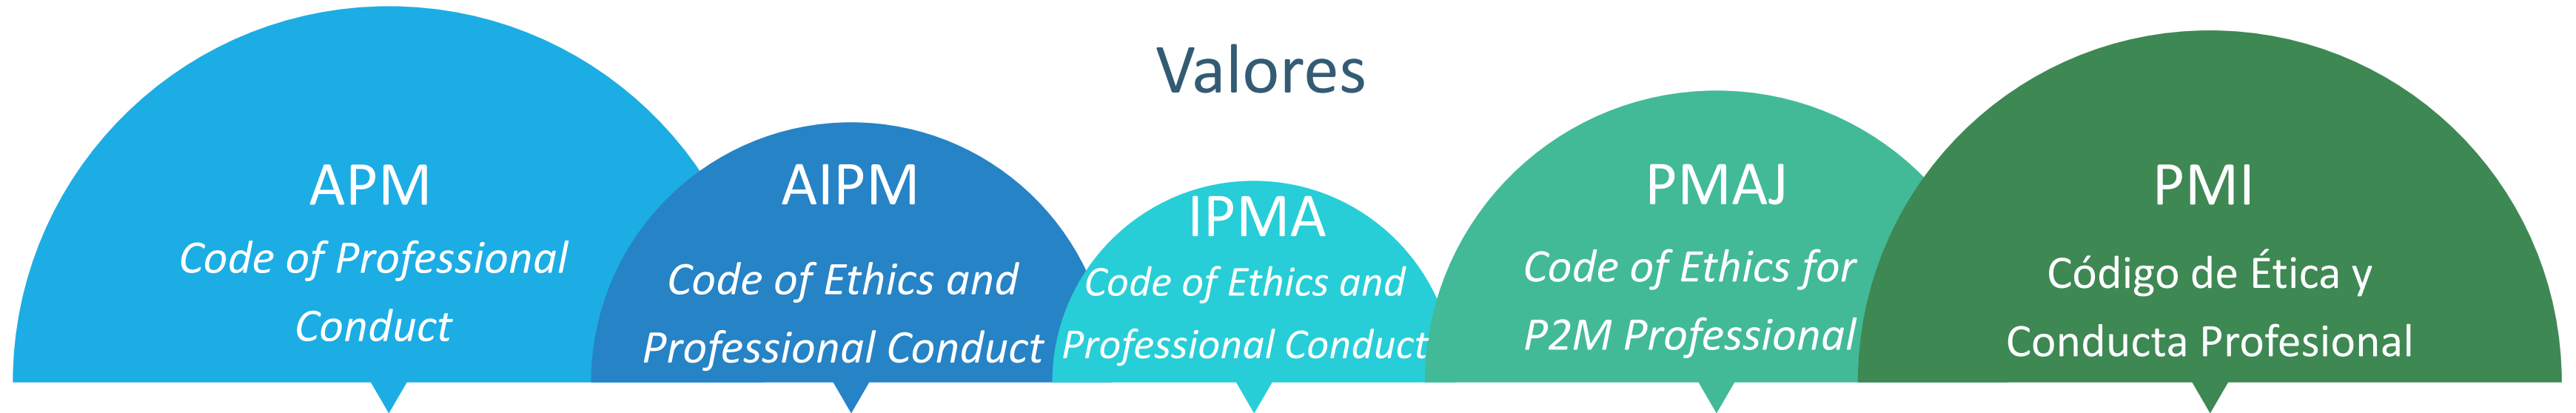 Valores
APM
Code of Professional
Conduct
AIPM
Code of Ethics and
Professional Conduct
IPMA
Code of Ethics and
Professional Conduct
PMAJ
Code of Ethics for
P2M Professional
PMI
Código de Ética y
Conducta Profesional